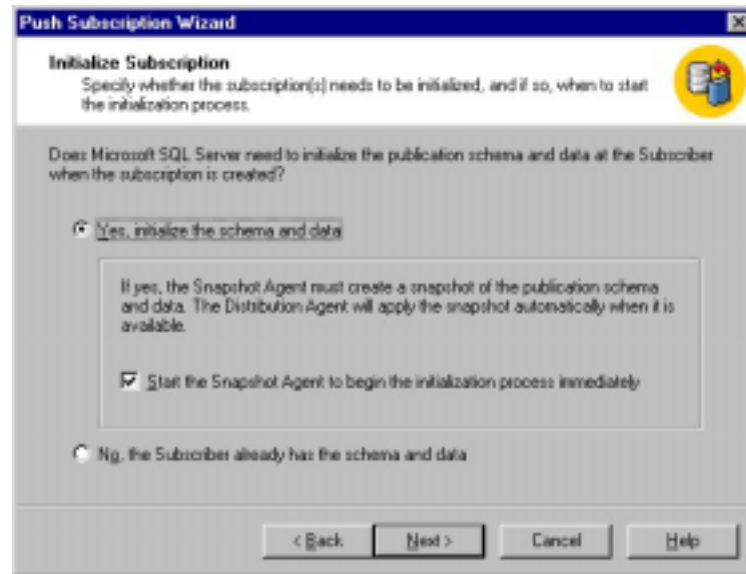 Push Subscription Wizard
Initialize Subscription
Specify whether the subscription(s) needs to be initialized, and if so, when to start
the initialization process.
Does Microsoft SQL Server need to initialize the publication schema and data at the Subscriber
when the subscription is created?
Yes, initialize the schema and data
If yes, the Snapshot Agent must create a snapshot of the publication schema
and data. The Distribution Agent will apply the snapshot automatically when it is
available.
Start the Snapshot Agent to begin the initialization process immediately
No, the Subscriber already has the schema and data
< Back Next > Cancel Help